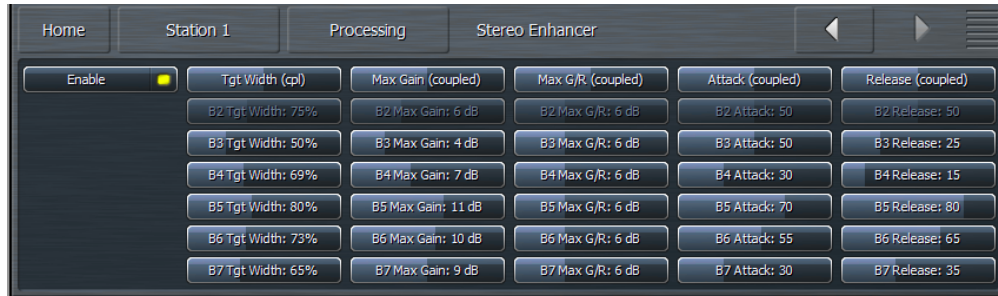 Home Station 1 Processing Stereo Enhancer
Enable Tgt Width (cpl) Max Gain (coupled) Max G/R (coupled) Attack (coupled) Release (coupled)
B2 Tgt Width: 75% B2 Max Gain: 6 dB B2 Max G/R: 6 dB B2 Attack: 50 B2 Release: 50
B3 Tgt Width: 50% B3 Max Gain: 4 dB B3 Max G/R: 6 dB B3 Attack: 50 B3 Release: 25
B4 Tgt Width: 69% B4 Max Gain: 7 dB B4 Max G/R: 6 dB B4 Attack: 30 B4 Release: 15
B5 Tgt Width: 80% B5 Max Gain: 11 dB B5 Max G/R: 6 dB B5 Attack: 70 B5 Release: 80
B6 Tgt Width: 73% B6 Max Gain: 10 dB B6 Max G/R: 6 dB B6 Attack: 55 B6 Release: 65
B7 Tgt Width: 65% B7 Max Gain: 9 dB B7 Max G/R: 6 dB B7 Attack: 30 B7 Release: 35